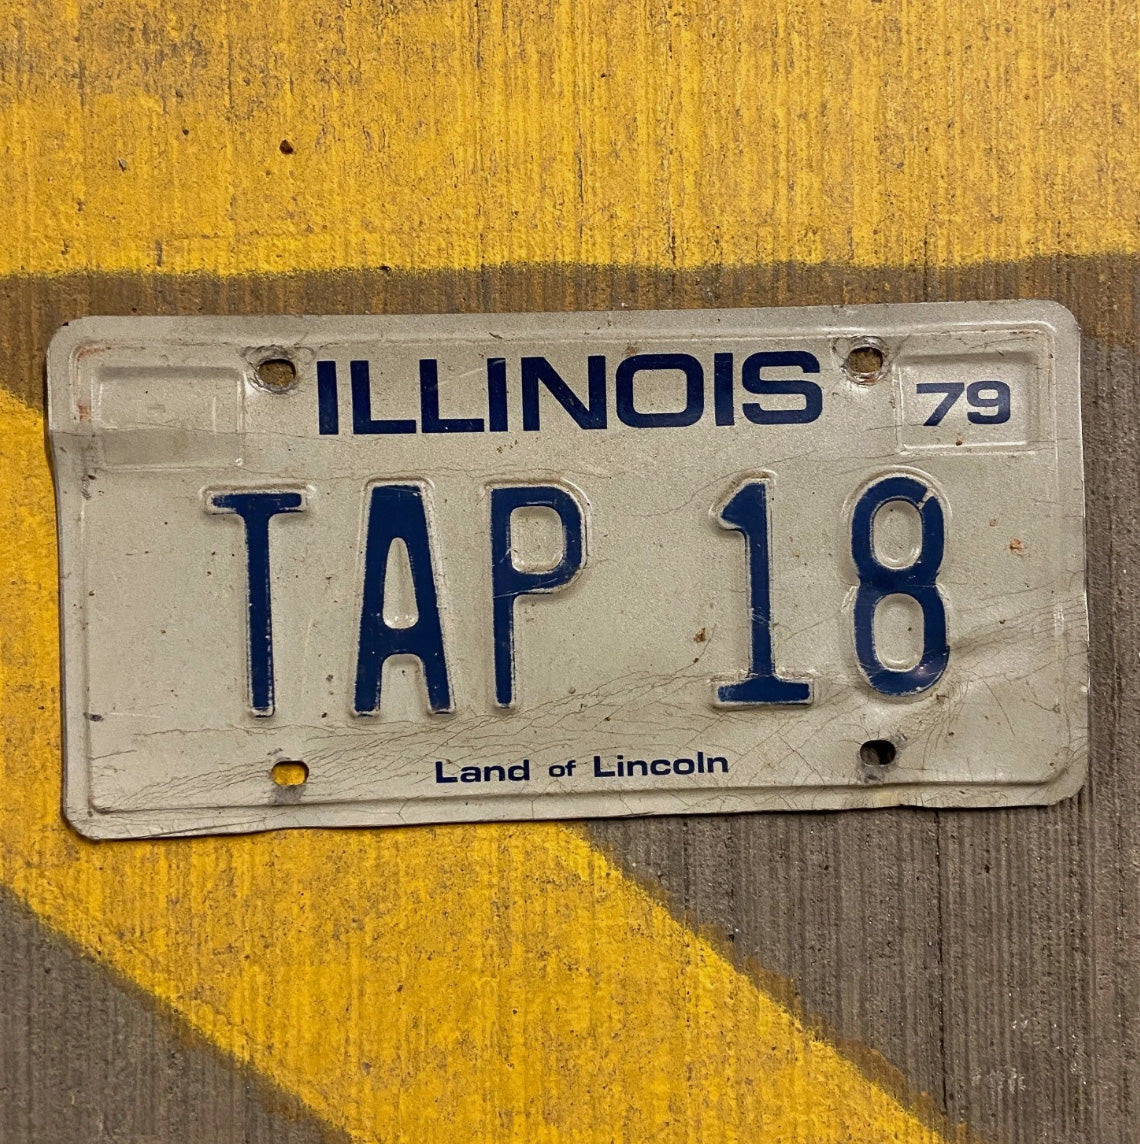 ILLINOIS 79
TAP 18
Land of Lincoln